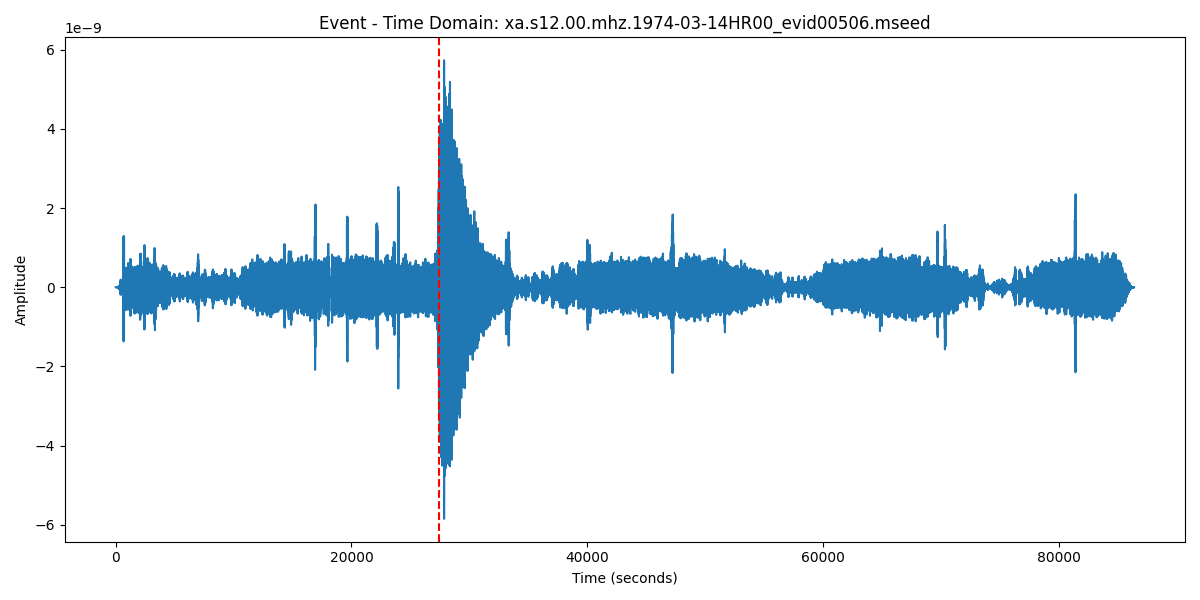 Event - Time Domain: xa.s12.00.mhz.1974-03-14HR00_evid00506.mseed
1e−9
6
4
2
0
−2
−4
−6
Amplitude
0 20000 40000 60000 80000
Time (seconds)